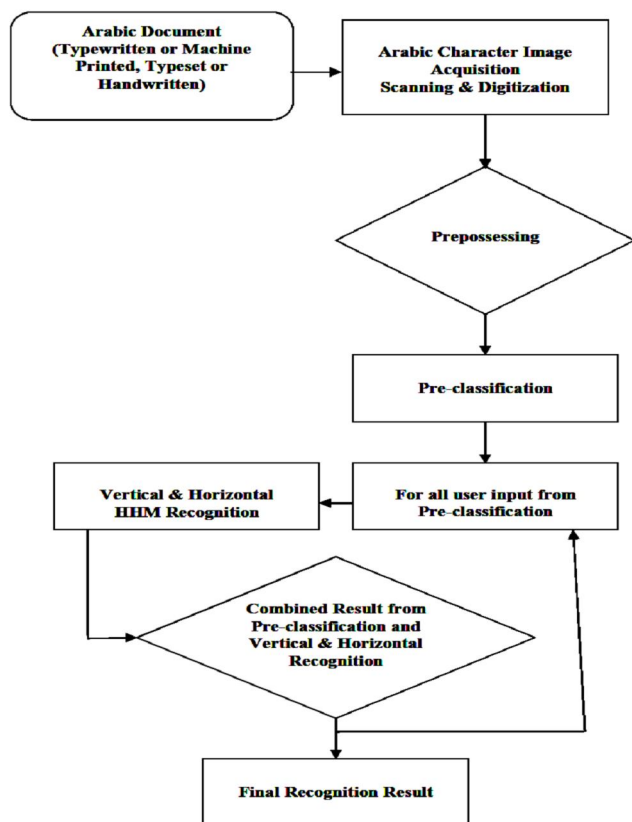 Arabic Document
(Typewritten or Machine
Printed, Typeset or
Handwritten)
Arabic Character Image
Acquisition
Scanning & Digitization
Prepossessing
Pre-classification
For all user input from
Pre-classification
Vertical & Horizontal
HHM Recognition
Combined Result from
Pre-classification and
Vertical & Horizontal
Recognition
Final Recognition Result